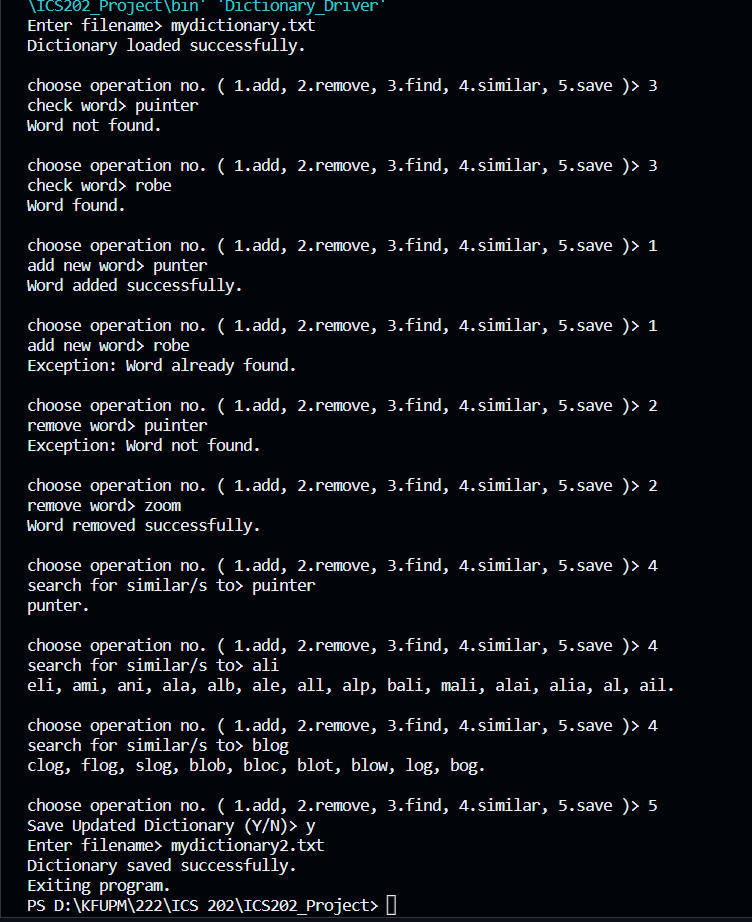 \ICS202_Project\bin' 'Dictionary_Driver'
Enter filename> mydictionary.txt
Dictionary loaded successfully.
choose operation no. ( 1.add, 2.remove, 3.find, 4.similar, 5.save )> 3
check word> puinter
Word not found.
choose operation no. ( 1.add, 2.remove, 3.find, 4.similar, 5.save )> 3
check word> robe
Word found.
choose operation no. ( 1.add, 2.remove, 3.find, 4.similar, 5.save )> 1
add new word> punter
Word added successfully.
choose operation no. ( 1.add, 2.remove, 3.find, 4.similar, 5.save )> 1
add new word> robe
Exception: Word already found.
choose operation no. ( 1.add, 2.remove, 3.find, 4.similar, 5.save )> 2
remove word> puinter
Exception: Word not found.
choose operation no. ( 1.add, 2.remove, 3.find, 4.similar, 5.save )> 2
remove word> zoom
Word removed successfully.
choose operation no. ( 1.add, 2.remove, 3.find, 4.similar, 5.save )> 4
search for similar/s to> puinter
punter.
choose operation no. ( 1.add, 2.remove, 3.find, 4.similar, 5.save )> 4
search for similar/s to> ali
eli, ami, ani, ala, alb, ale, all, alp, bali, mali, alai, alia, al, ail.
choose operation no. ( 1.add, 2.remove, 3.find, 4.similar, 5.save )> 4
search for similar/s to> blog
clog, flog, slog, blob, bloc, blot, blow, log, bog.
choose operation no. ( 1.add, 2.remove, 3.find, 4.similar, 5.save )> 5
Save Updated Dictionary (Y/N)> y
Enter filename> mydictionary2.txt
Dictionary saved successfully.
Exiting program.
PS D:\KFUPM\222\ICS 202\ICS202_Project>